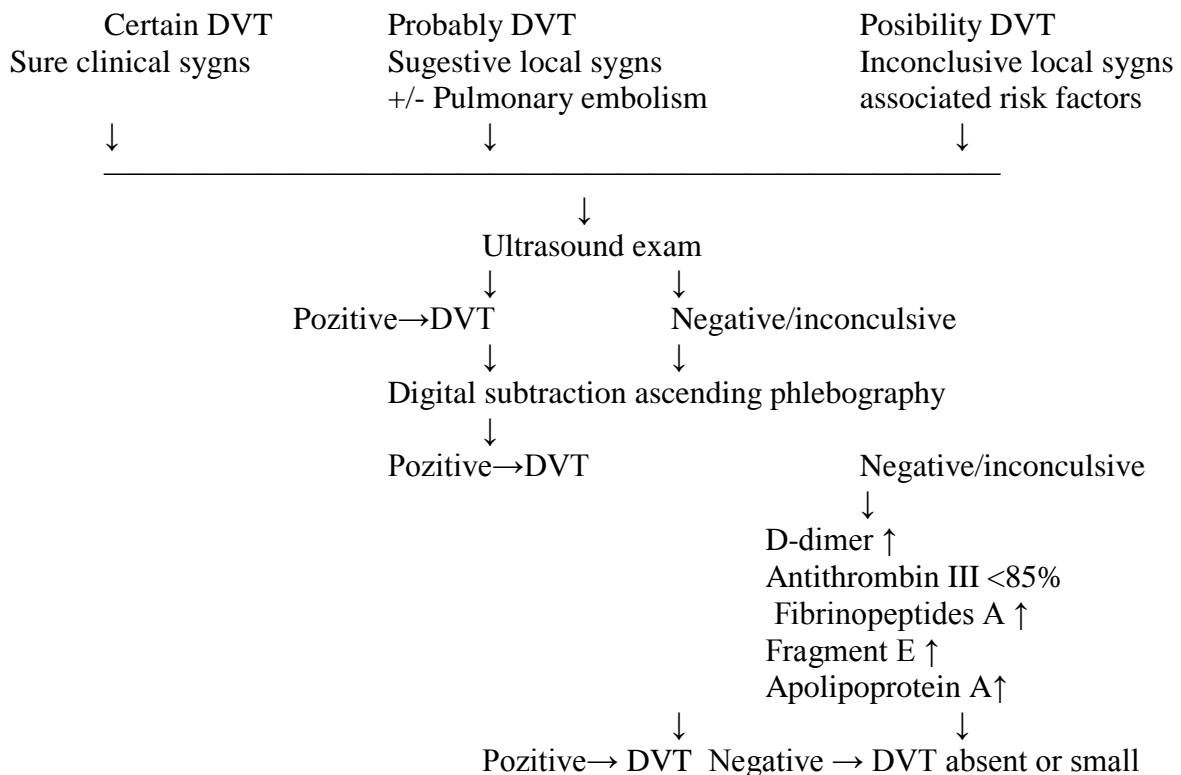 Certain DVT Probably DVT Posibility DVT
Sure clinical sygns Sugestive local sygns Inconclusive local sygns
+/- Pulmonary embolism associated risk factors
↓ ↓ ↓
↓
Ultrasound exam
↓ ↓
Pozitive→DVT Negative/inconculsive
↓ ↓
Digital subtraction ascending phlebography
↓
Pozitive→DVT Negative/inconculsive
↓
D-dimer ↑
Antithrombin III <85%
Fibrinopeptides A ↑
Fragment E ↑
Apolipoprotein A↑
↓ ↓
Pozitive→ DVT Negative → DVT absent or small